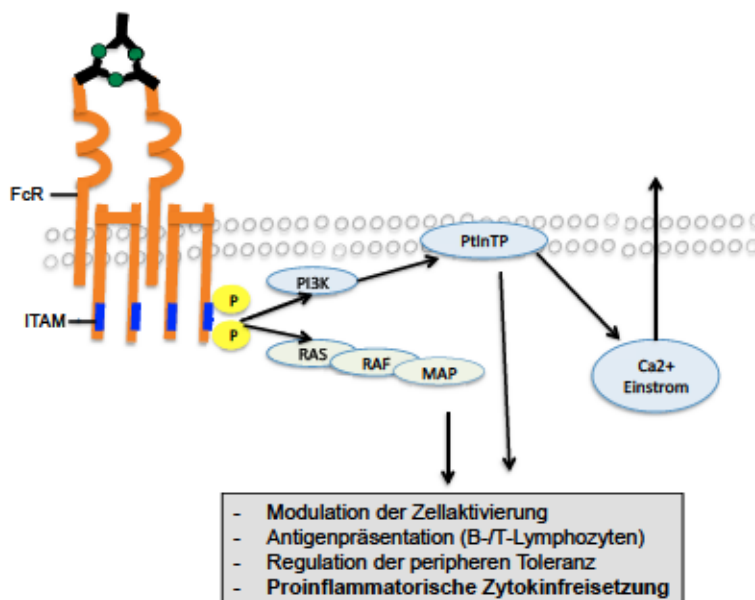 FcR
PtInTP
PI3K
P
P
ITAM
RAS
RAF
MAP
Ca2+
Einstrom
- Modulation der Zellaktivierung
- Antigenpräsentation (B-/T-Lymphozyten)
- Regulation der peripheren Toleranz
- Proinflammatorische Zytokinfreisetzung